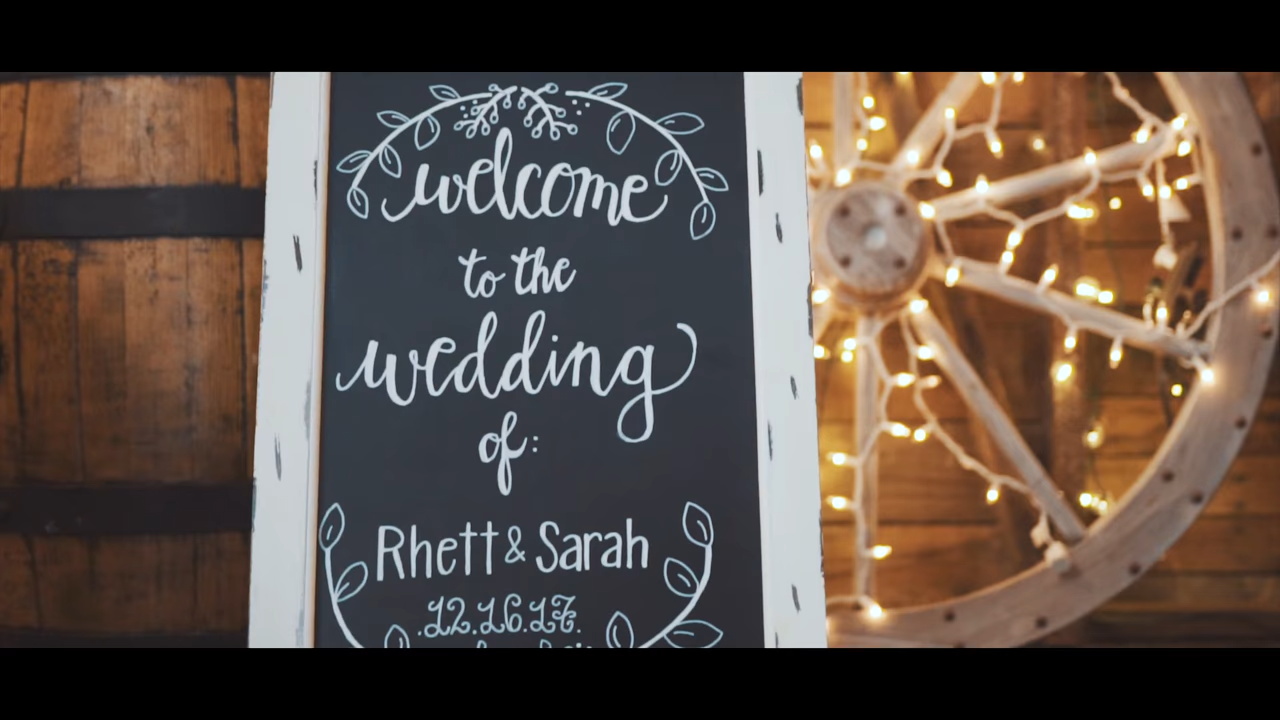 welcome
to the
wedding
of:
Rhett & Sarah
.12.16.17.